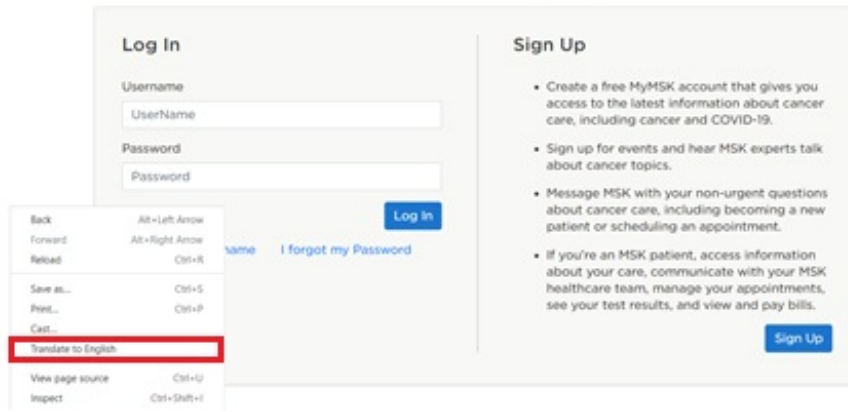 Log In
Username
UserName
Password
Password
Log In
name I forgot my Password
Sign Up
• Create a free MyMSK account that gives you
access to the latest information about cancer
care, including cancer and COVID-19.
• Sign up for events and hear MSK experts talk
about cancer topics.
• Message MSK with your non-urgent questions
about cancer care, including becoming a new
patient or scheduling an appointment.
• If you're an MSK patient, access information
about your care, communicate with your MSK
healthcare team, manage your appointments,
see your test results, and view and pay bills.
Sign Up
Back Alt+Left Arrow
Forward Alt+Right Arrow
Reload Ctrl+R
Save as... Ctrl+S
Print... Ctrl+P
Cast...
Translate to English
View page source Ctrl+U
Inspect Ctrl+Shift+I